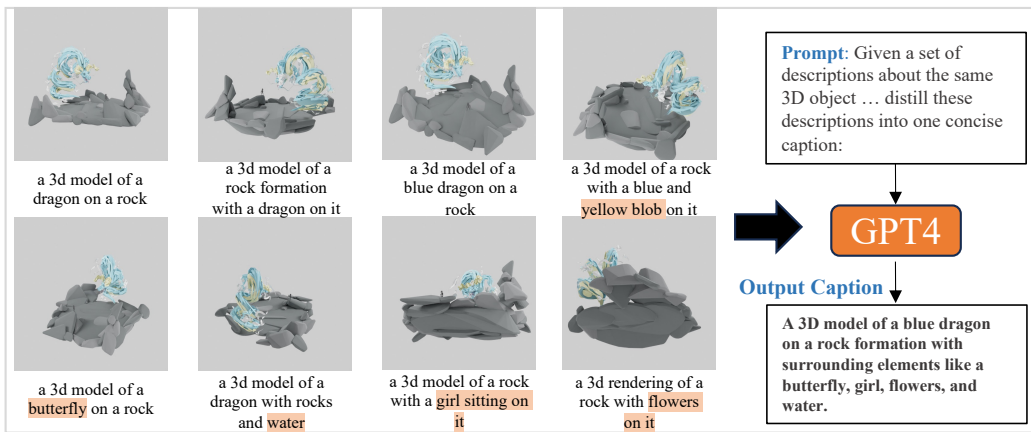 a 3d model of a
dragon on a rock
a 3d model of a
rock formation
with a dragon on it
a 3d model of a
blue dragon on a
rock
a 3d model of a rock
with a blue and
yellow blob on it
a 3d model of a
butterfly on a rock
a 3d model of a
dragon with rocks
and water
a 3d model of a rock
with a girl sitting on
it
a 3d rendering of a
rock with flowers
on it
Prompt: Given a set of
descriptions about the same
3D object … distill these
descriptions into one concise
caption:
GPT4
Output Caption
A 3D model of a blue dragon
on a rock formation with
surrounding elements like a
butterfly, girl, flowers, and
water.